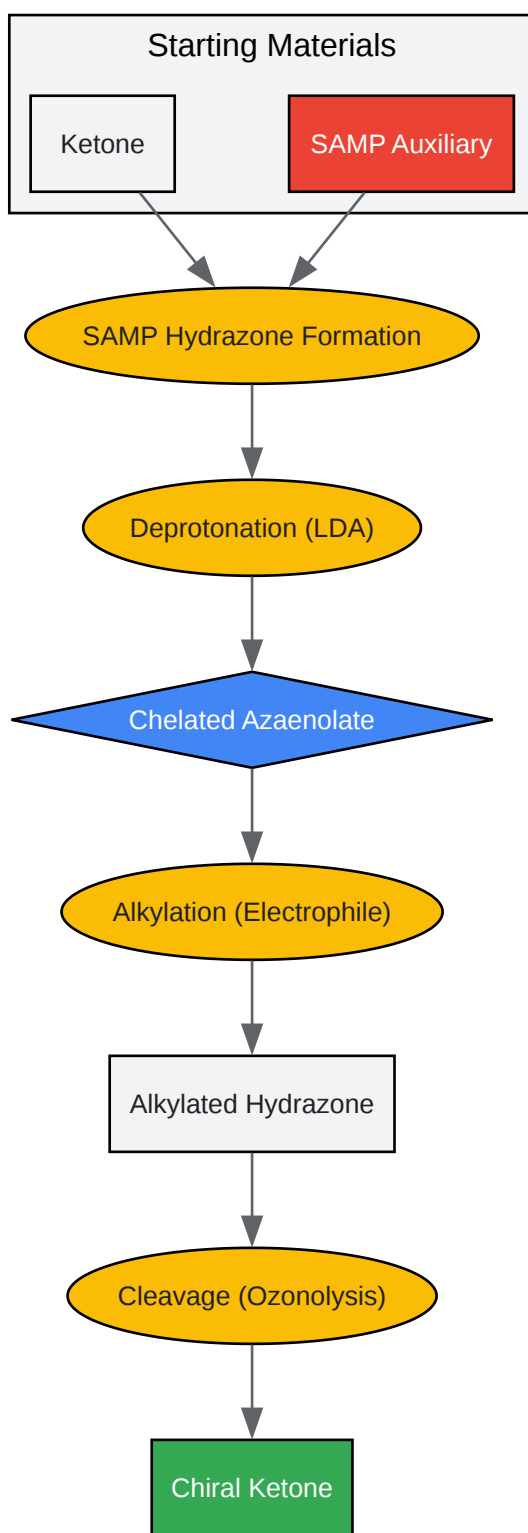 Starting Materials
Ketone
SAMP Auxiliary
SAMP Hydrazone Formation
Deprotonation (LDA)
Chelated Azaenolate
Alkylation (Electrophile)
Alkylated Hydrazone
Cleavage (Ozonolysis)
Chiral Ketone